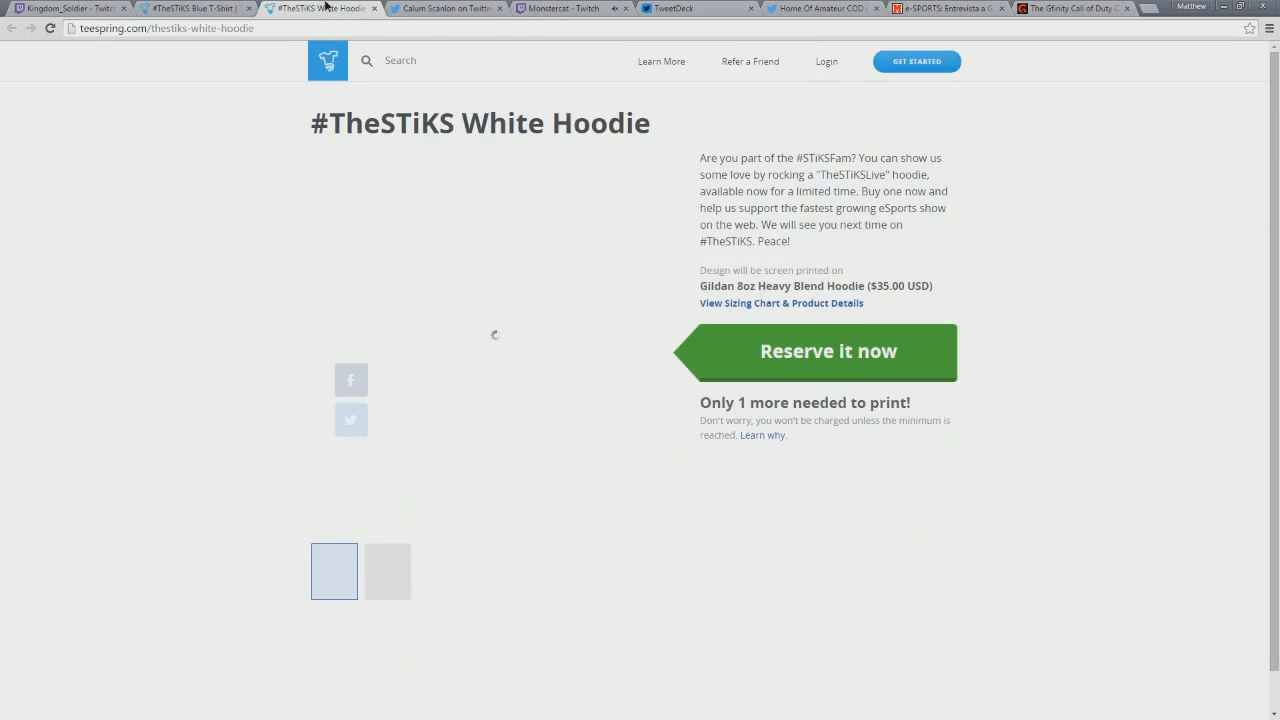 Kingdom_Soldier - Twitch
#TheSTiKS Blue T-Shirt |
#TheSTiKS White Hoodie
Calum Scanlon on Twitte
Monstercat - Twitch
TweetDeck
Home Of Amateur COD
e-SPORTS: Entrevista a G
The Gfinity Call of Duty C
Matthew
teespring.com/thestiks-white-hoodie
Search
Learn More
Refer a Friend
Login
GET STARTED
#TheSTiKS White Hoodie
Are you part of the #STiKSFam? You can show us
some love by rocking a "TheSTiKSLive" hoodie,
available now for a limited time. Buy one now and
help us support the fastest growing eSports show
on the web. We will see you next time on
#TheSTiKS. Peace!
Design will be screen printed on
Gildan 8oz Heavy Blend Hoodie ($35.00 USD)
View Sizing Chart & Product Details
Reserve it now
Only 1 more needed to print!
Don't worry, you won't be charged unless the minimum is
reached. Learn why.